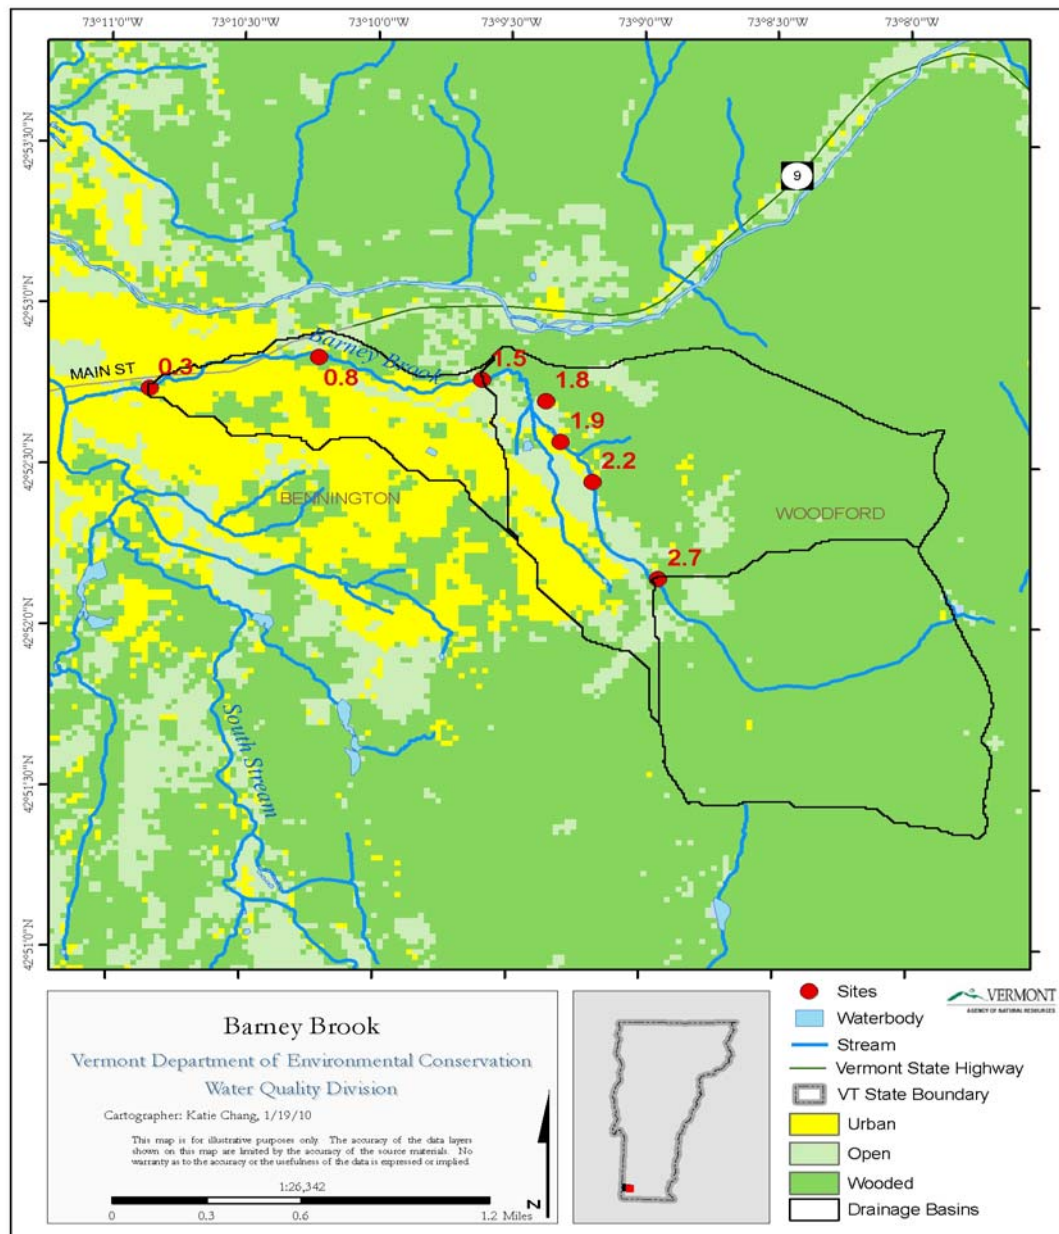 73°11'0"W 73°10'30"W 73°10'0"W 73°9'30"W 73°9'0"W 73°8'30"W 73°8'0"W
42°53'30"N
9
42°53'0"N
Barney Brook
MAIN ST
0.3
0.8
1.5
1.8
1.9
42°52'30"N
2.2
BENNINGTON
WOODFORD
2.7
42°52'0"N
South Stream
42°51'30"N
42°51'0"N
Barney Brook
Vermont Department of Environmental Conservation
Water Quality Division
Cartographer: Katie Chang, 1/19/10
This map is for illustrative purposes only. The accuracy of the data layers
shown on this map are limited by the accuracy of the source materials. No
warranty as to the accuracy or the usefulness of the data is expressed or implied.
1:26,342
0 0.3 0.6 1.2 Miles
N
Sites
VERMONT
AGENCY OF NATURAL RESOURCES
Waterbody
Stream
Vermont State Highway
VT State Boundary
Urban
Open
Wooded
Drainage Basins